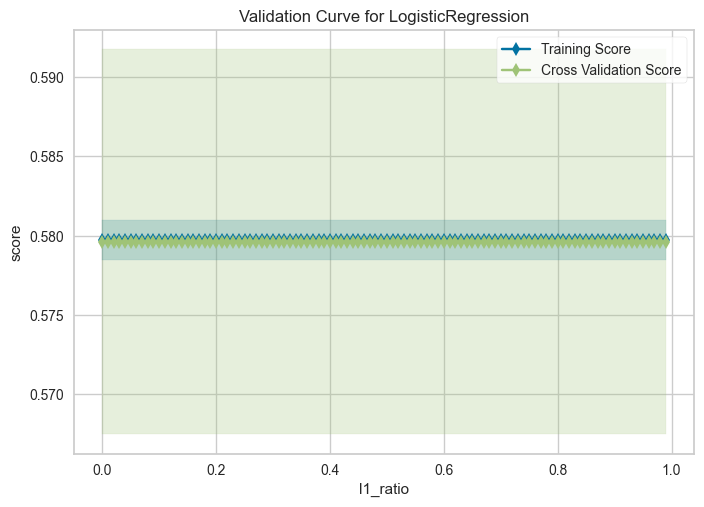 Validation Curve for LogisticRegression
Training Score
Cross Validation Score
score
0.590
0.585
0.580
0.575
0.570
0.0 0.2 0.4 0.6 0.8 1.0
l1_ratio